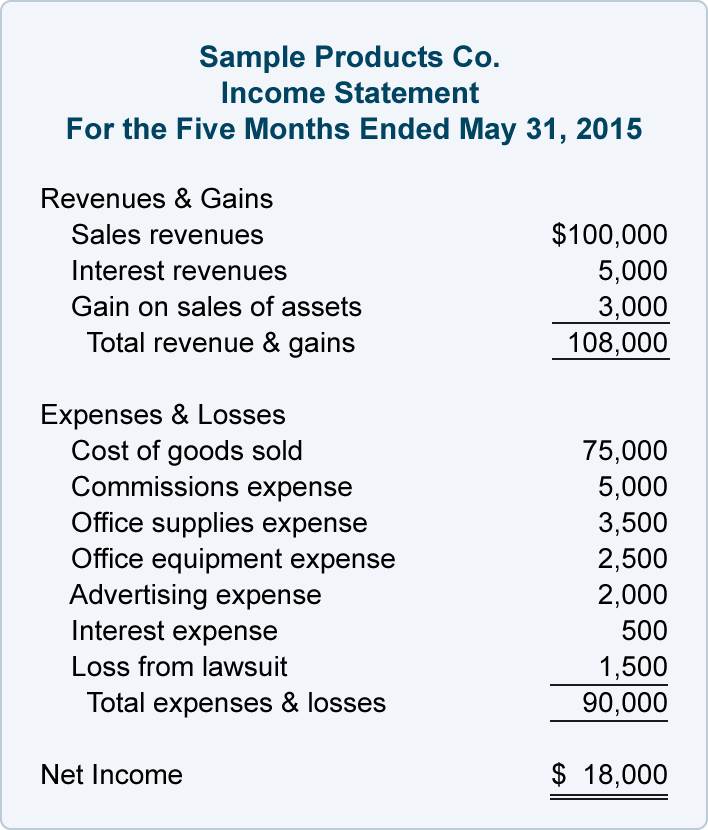 Sample Products Co.
Income Statement
For the Five Months Ended May 31, 2015
Revenues & Gains
Sales revenues $100,000
Interest revenues 5,000
Gain on sales of assets 3,000
Total revenue & gains 108,000
Expenses & Losses
Cost of goods sold 75,000
Commissions expense 5,000
Office supplies expense 3,500
Office equipment expense 2,500
Advertising expense 2,000
Interest expense 500
Loss from lawsuit 1,500
Total expenses & losses 90,000
Net Income $ 18,000